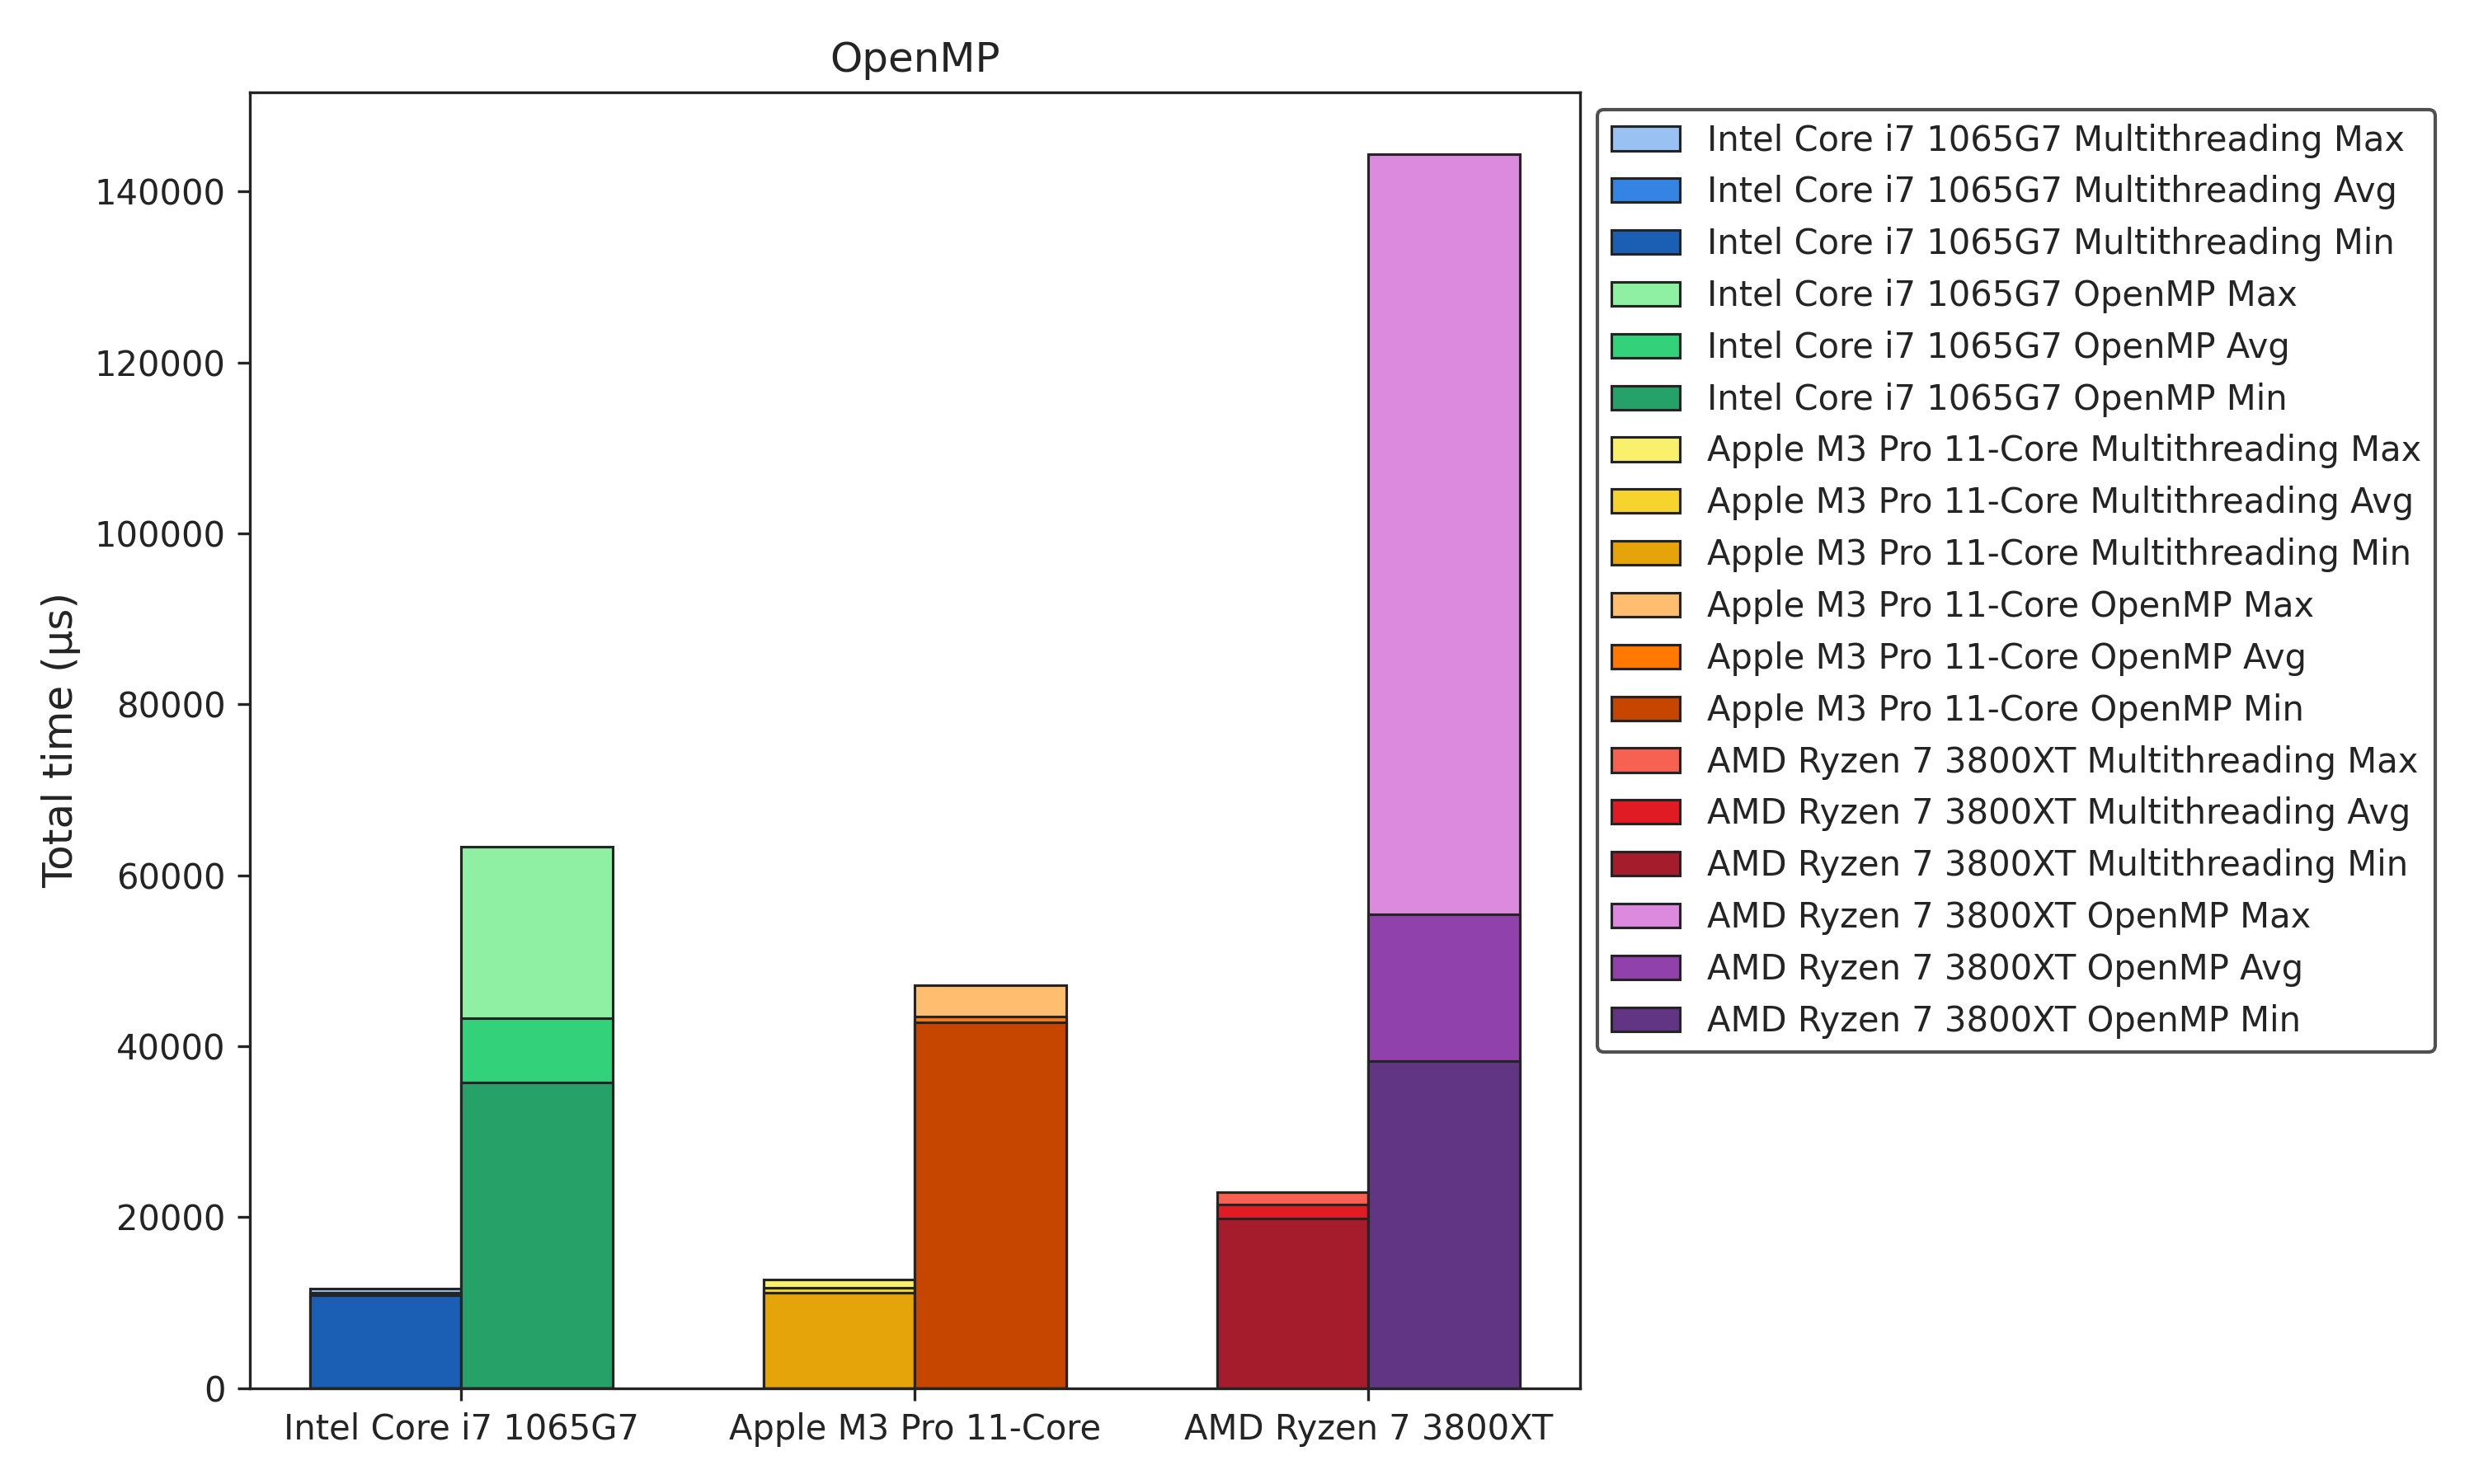 OpenMP
Total time (µs)
140000
120000
100000
80000
60000
40000
20000
0
Intel Core i7 1065G7
Apple M3 Pro 11-Core
AMD Ryzen 7 3800XT
Intel Core i7 1065G7 Multithreading Max
Intel Core i7 1065G7 Multithreading Avg
Intel Core i7 1065G7 Multithreading Min
Intel Core i7 1065G7 OpenMP Max
Intel Core i7 1065G7 OpenMP Avg
Intel Core i7 1065G7 OpenMP Min
Apple M3 Pro 11-Core Multithreading Max
Apple M3 Pro 11-Core Multithreading Avg
Apple M3 Pro 11-Core Multithreading Min
Apple M3 Pro 11-Core OpenMP Max
Apple M3 Pro 11-Core OpenMP Avg
Apple M3 Pro 11-Core OpenMP Min
AMD Ryzen 7 3800XT Multithreading Max
AMD Ryzen 7 3800XT Multithreading Avg
AMD Ryzen 7 3800XT Multithreading Min
AMD Ryzen 7 3800XT OpenMP Max
AMD Ryzen 7 3800XT OpenMP Avg
AMD Ryzen 7 3800XT OpenMP Min